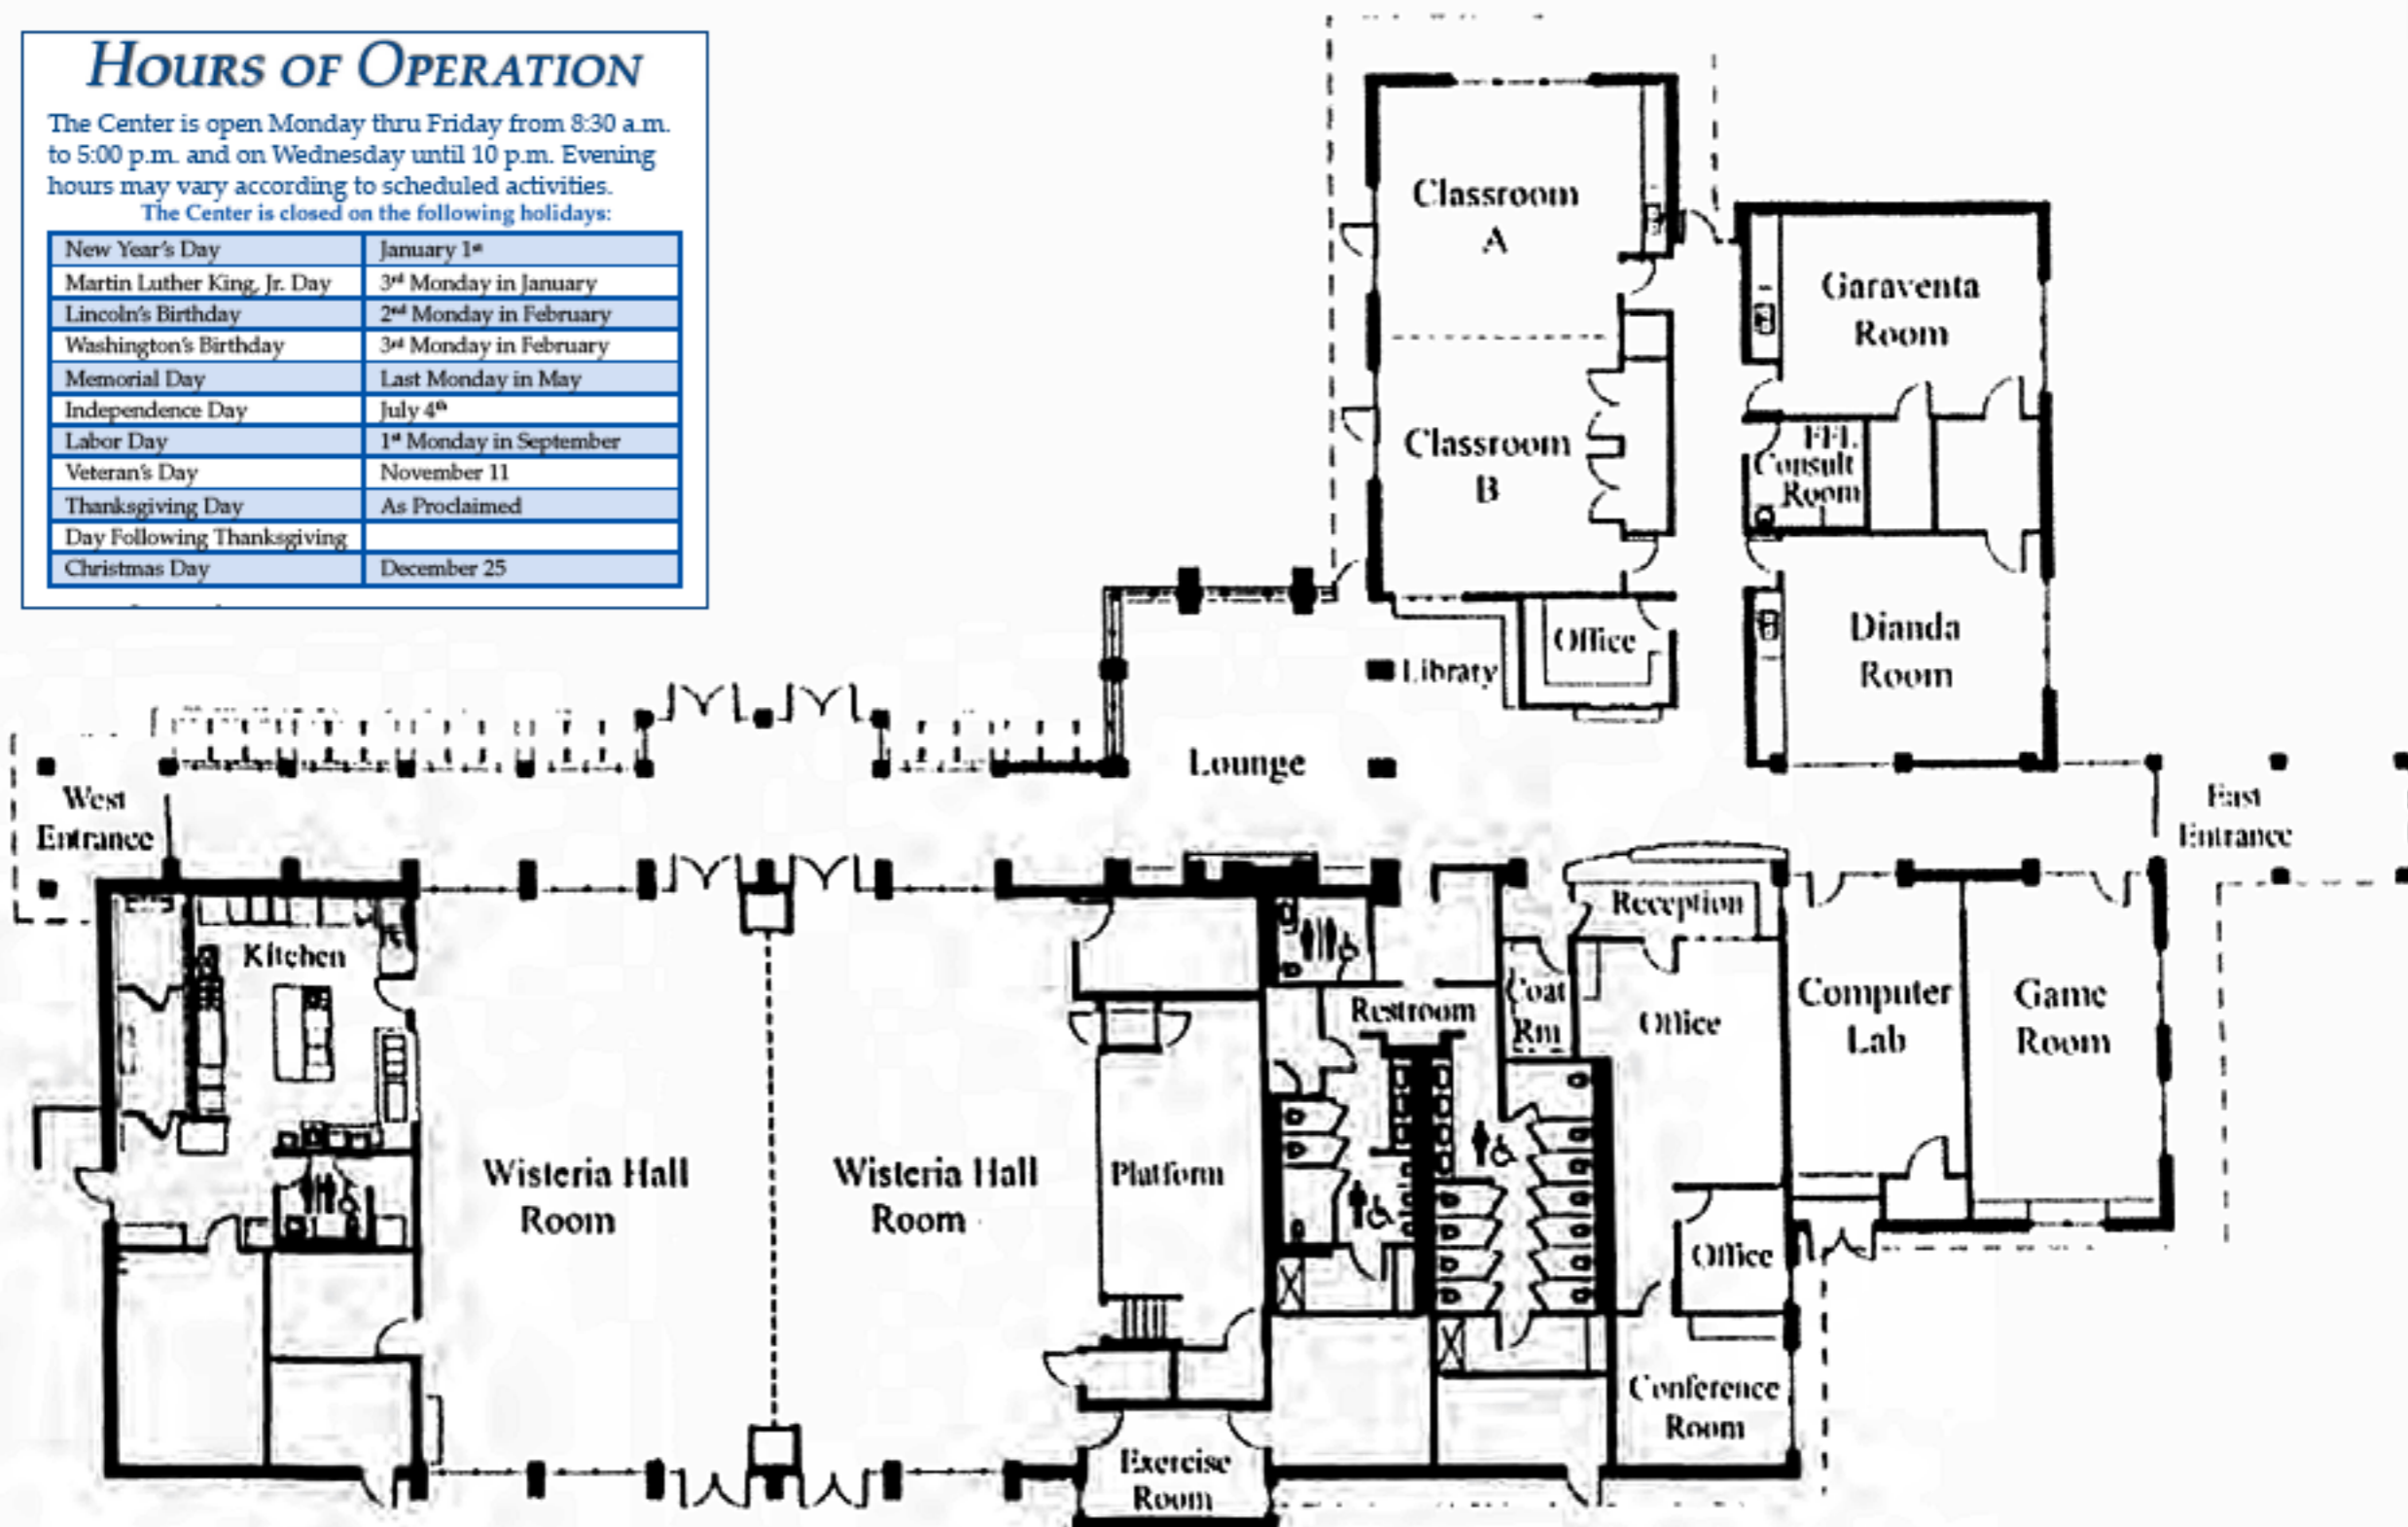 HOURS OF OPERATION
The Center is open Monday thru Friday from 8:30 a.m.
to 5:00 p.m. and on Wednesday until 10 p.m. Evening
hours may vary according to scheduled activities.
The Center is closed on the following holidays:
New Year's Day January 1st
Martin Luther King, Jr. Day 3rd Monday in January
Lincoln's Birthday 2nd Monday in February
Washington's Birthday 3rd Monday in February
Memorial Day Last Monday in May
Independence Day July 4th
Labor Day 1st Monday in September
Veteran's Day November 11
Thanksgiving Day As Proclaimed
Day Following Thanksgiving
Christmas Day December 25
Classroom
A
Garaventa
Room
Classroom
B
Consult
Room
Office
Library
Dianda
Room
Lounge
West
Entrance
East
Entrance
Reception
Kitchen
Coat
Rm
Restroom
Office
Computer
Lab
Game
Room
Wisteria Hall
Room
Wisteria Hall
Room
Platform
Office
Conference
Room
Exercise
Room